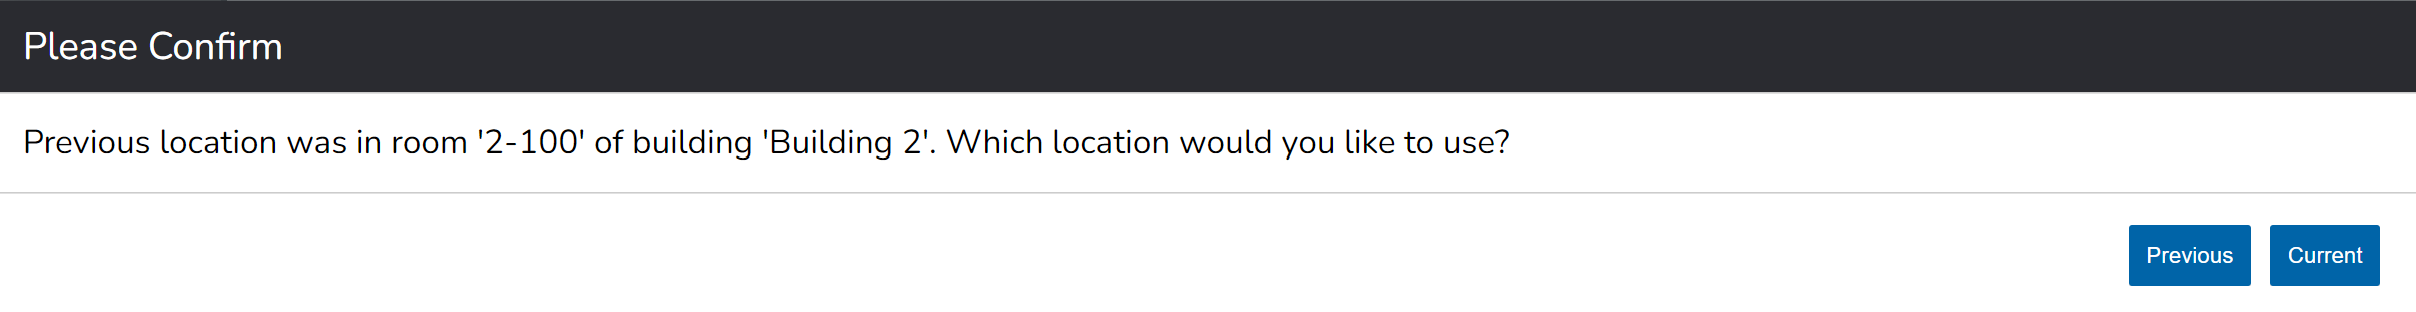 Please Confirm
Previous location was in room '2-100' of building 'Building 2'. Which location would you like to use?
Previous Current